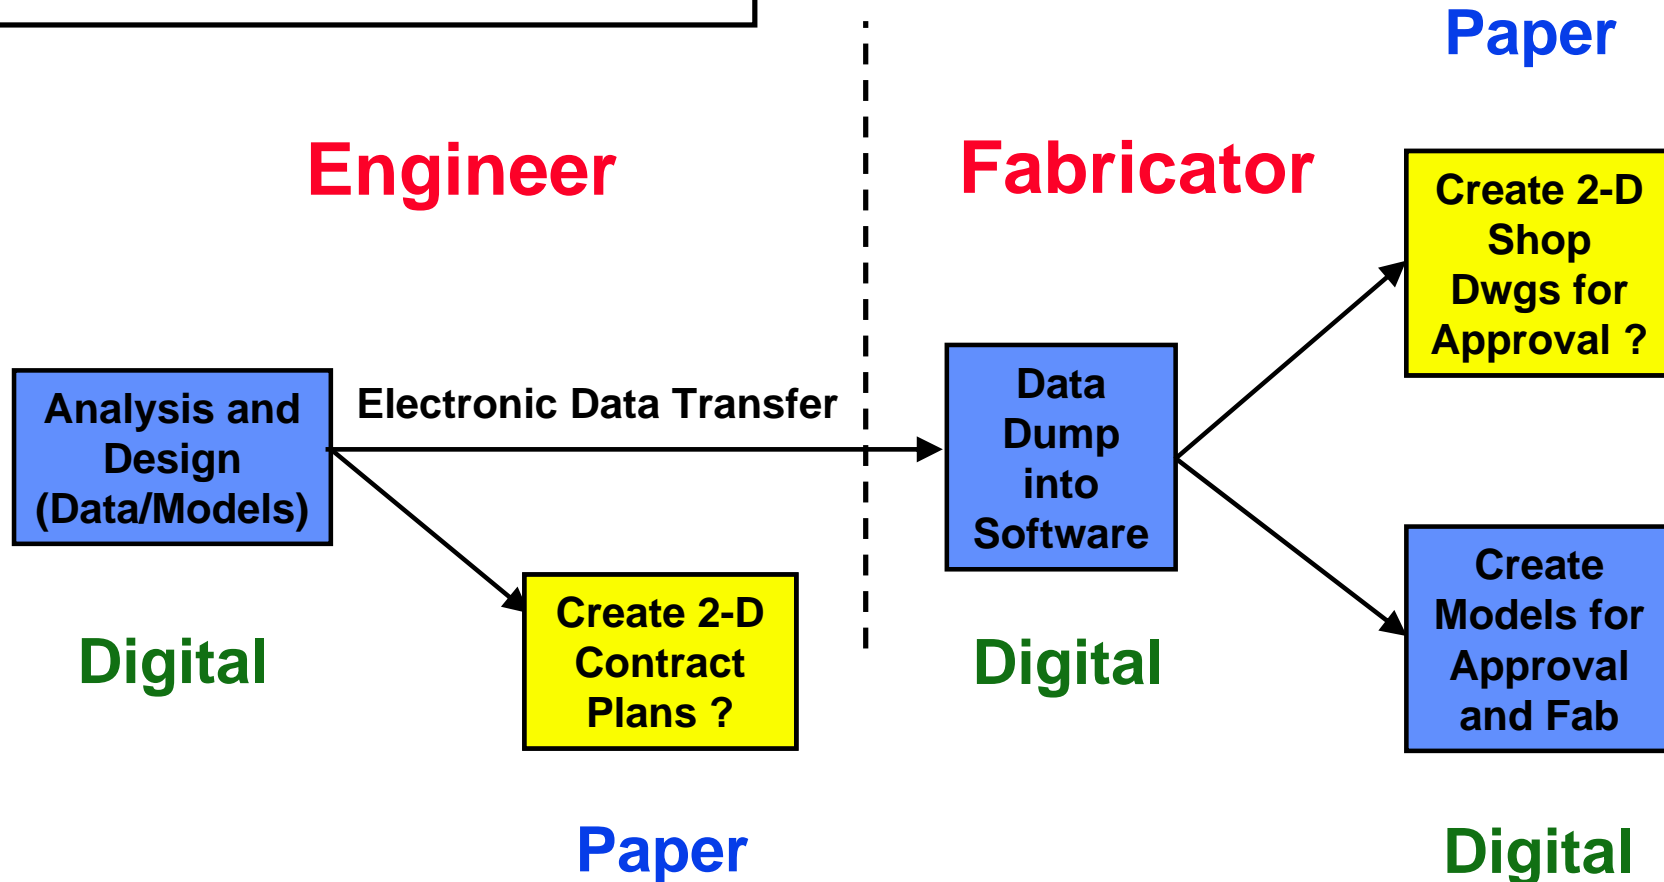 Paper
Engineer
Fabricator
Create 2-D
Shop
Dwgs for
Approval ?
Analysis and
Design
(Data/Models)
Electronic Data Transfer
Data
Dump
into
Software
Create 2-D
Contract
Plans ?
Create
Models for
Approval
and Fab
Digital
Digital
Paper
Digital